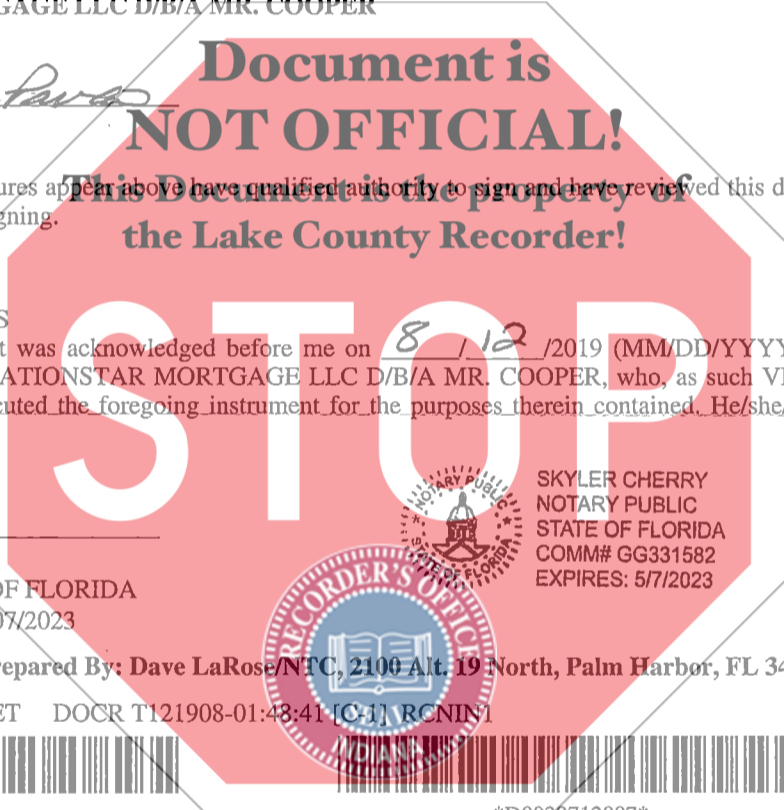 GAGE LLC D/B/A MR. COOPER
Document is
NOT OFFICIAL!
ures appear above have qualified authority to sign and have reviewed this d
This Document is the property of
gning.
the Lake County Recorder!
S
STOP
t was acknowledged before me on 8 / 12 /2019 (MM/DD/YYYY
ATIONSTAR MORTGAGE LLC D/B/A MR. COOPER, who, as such VI
cuted the foregoing instrument for the purposes therein contained. He/she/
NOTARY PUBLIC
STATE OF FLORIDA
SKYLER CHERRY
NOTARY PUBLIC
STATE OF FLORIDA
COMM# GG331582
EXPIRES: 5/7/2023
OF FLORIDA
07/2023
RECORDER'S OFFICE
INDIANA
repared By: Dave LaRose/NTC, 2100 Alt. 19 North, Palm Harbor, FL 34
ET DOCR T121908-01:48:41 [C-1] RCNIN1